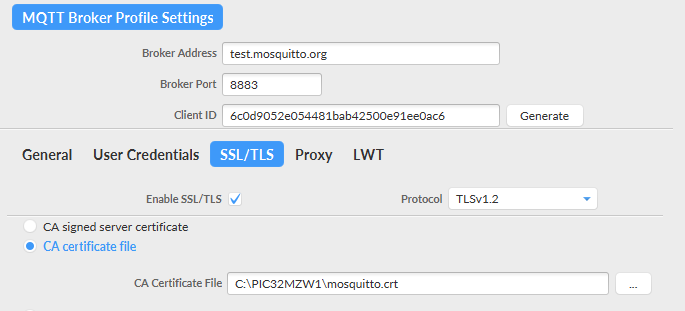 MQTT Broker Profile Settings
Broker Address test.mosquitto.org
Broker Port 8883
Client ID 6c0d9052e054481bab42500e91ee0ac6 Generate
General User Credentials SSL/TLS Proxy LWT
Enable SSL/TLS Protocol TLSv1.2
CA signed server certificate
CA certificate file
CA Certificate File C:\PIC32MZW1\mosquitto.crt ...